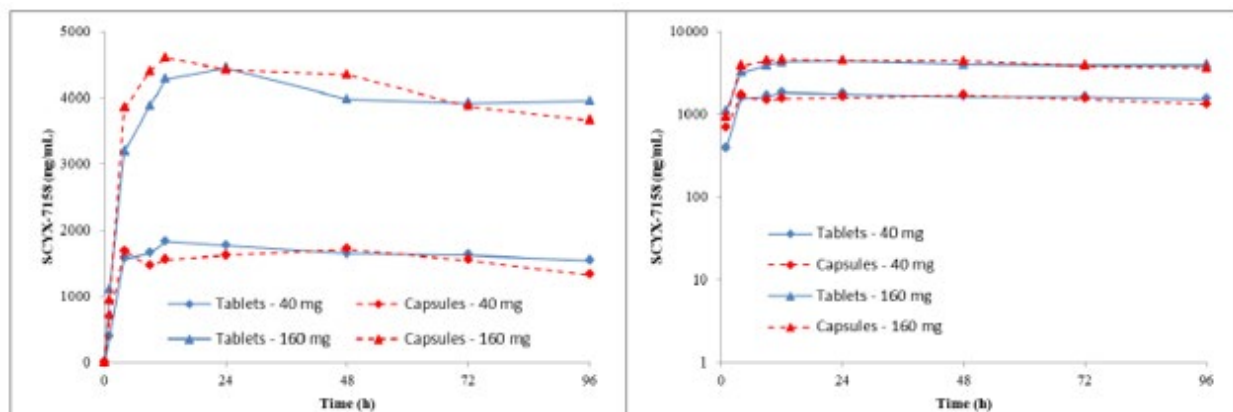 5000
4000
3000
2000
1000
0
SCYX-7158 (ng/mL)
0 24 48 72 96
Time (h)
Tablets - 40 mg Capsules - 40 mg
Tablets - 160 mg Capsules - 160 mg
10000
1000
100
10
1
SCYX-7158 (ng/mL)
0 24 48 72 96
Time (h)
Tablets - 40 mg
Capsules - 40 mg
Tablets - 160 mg
Capsules - 160 mg